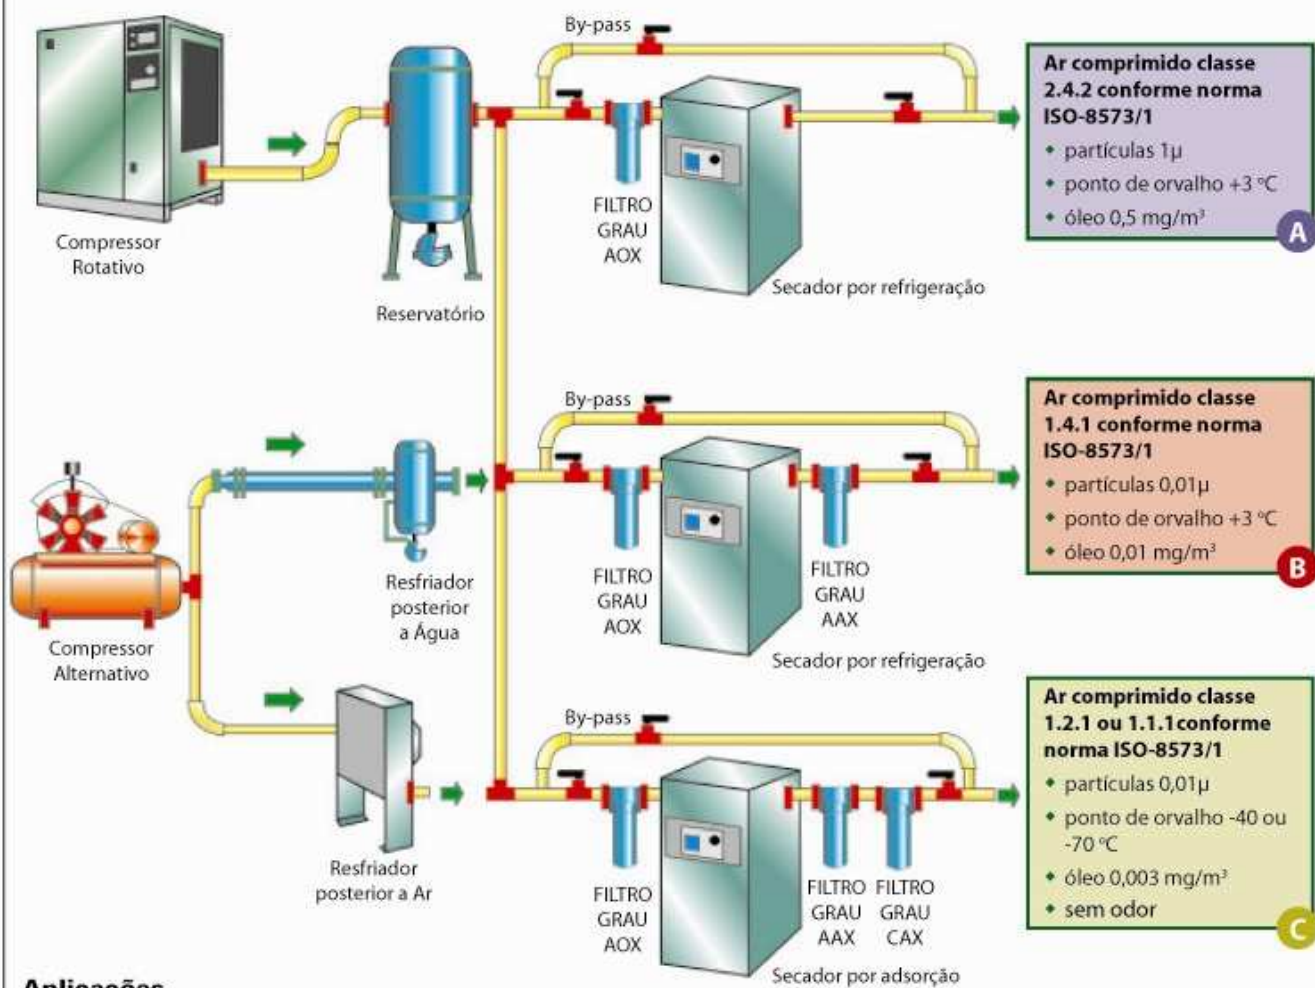 By-pass
Compressor
Rotativo
Reservatório
FILTRO
GRAU
AOX
Secador por refrigeração
Ar comprimido classe
2.4.2 conforme norma
ISO-8573/1
partículas 1µ
ponto de orvalho +3 ºC
óleo 0,5 mg/m³
A
By-pass
Compressor
Alternativo
Resfriador
posterior
a Água
FILTRO
GRAU
AOX
FILTRO
GRAU
AAX
Secador por refrigeração
Ar comprimido classe
1.4.1 conforme norma
ISO-8573/1
partículas 0,01µ
ponto de orvalho +3 ºC
óleo 0,01 mg/m³
B
By-pass
Resfriador
posterior a Ar
FILTRO
GRAU
AOX
FILTRO
GRAU
AAX
FILTRO
GRAU
CAX
Secador por adsorção
Ar comprimido classe
1.2.1 ou 1.1.1conforme
norma ISO-8573/1
partículas 0,01µ
ponto de orvalho -40 ou
-70 ºC
óleo 0,003 mg/m³
sem odor
C
Aplicações